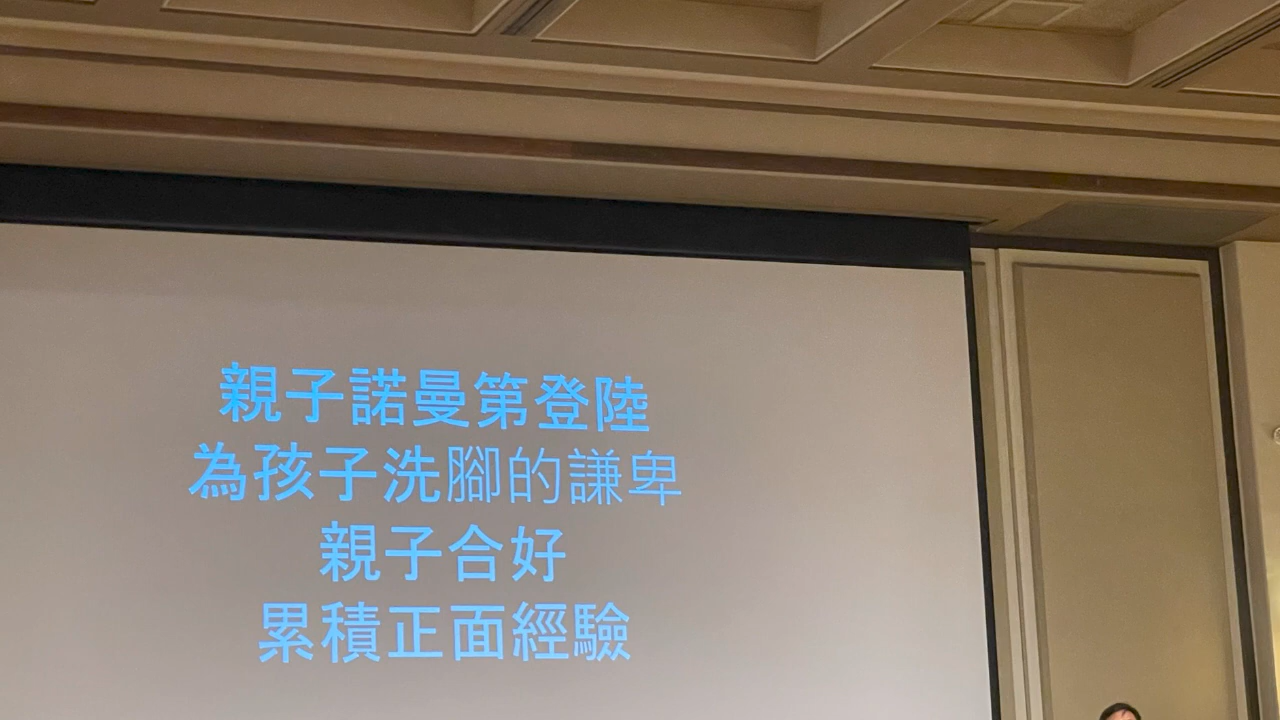 親子諾曼第登陸
為孩子洗腳的謙卑
親子合好
累積正面經驗